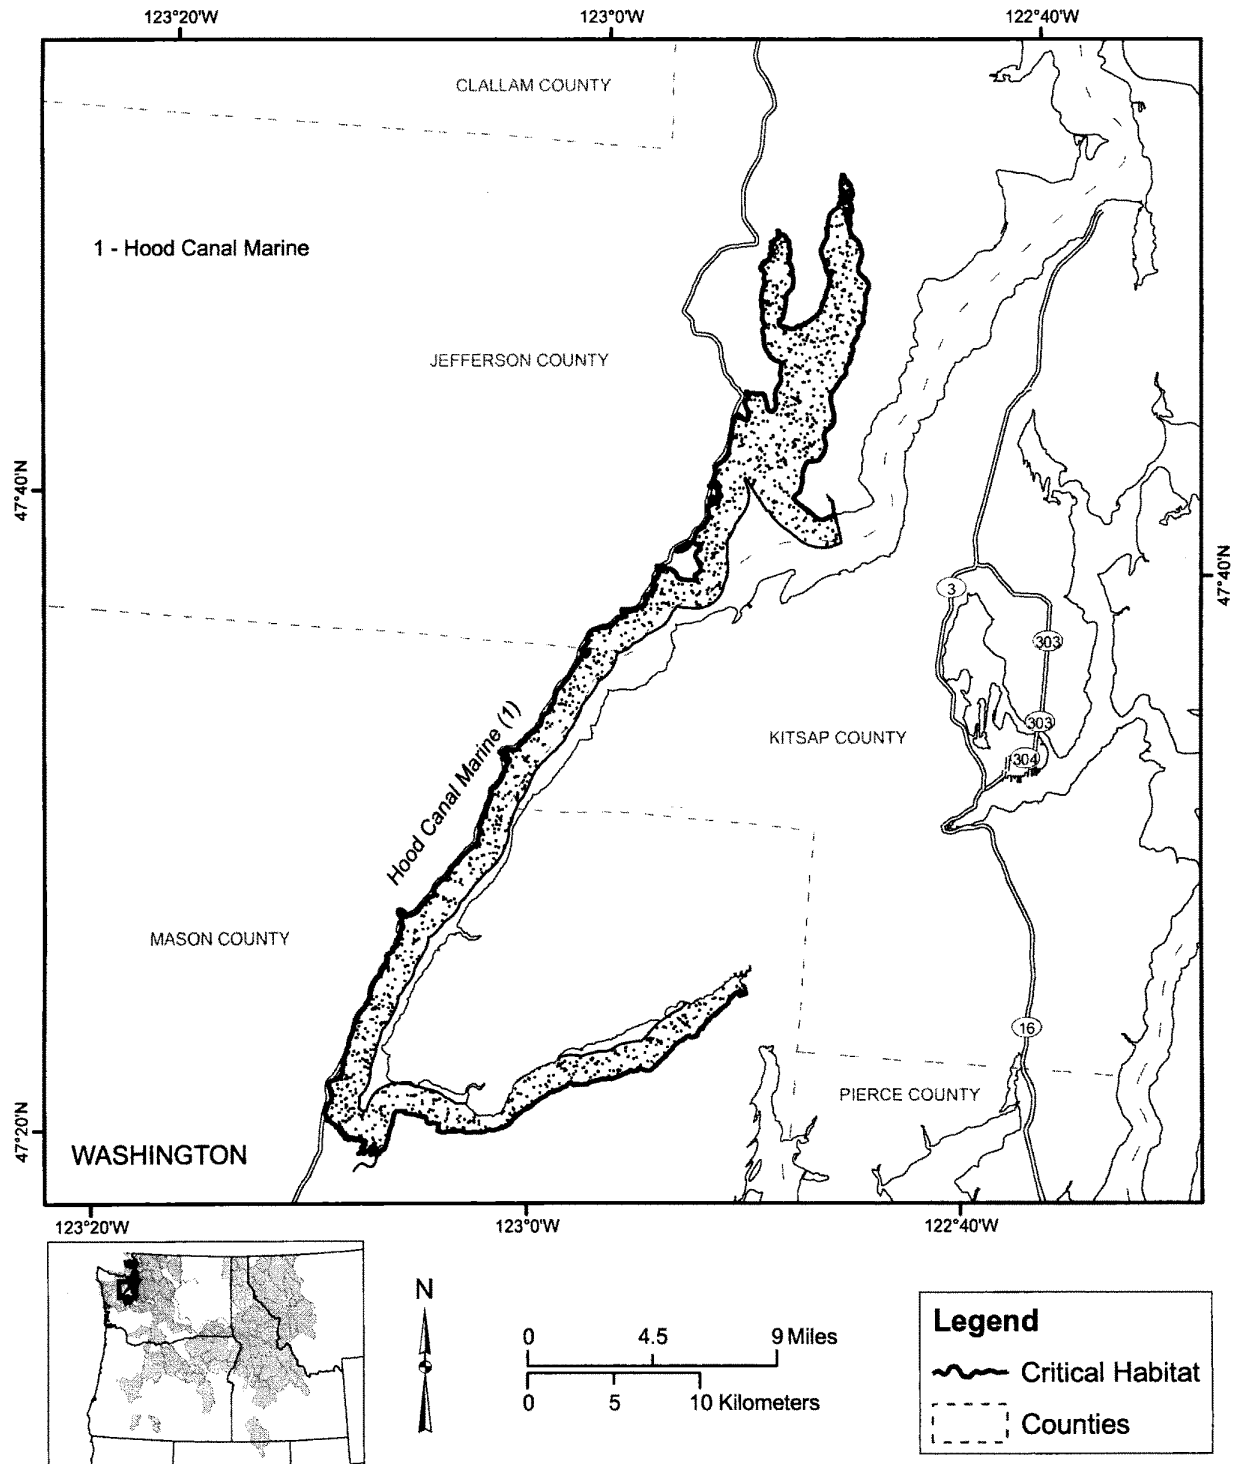 123°20'W
123°0'W
122°40'W
CLALLAM COUNTY
1 - Hood Canal Marine
JEFFERSON COUNTY
47°40'N
47°40'N
3
303
303
304
KITSAP COUNTY
Hood Canal Marine (1)
MASON COUNTY
16
PIERCE COUNTY
47°20'N
WASHINGTON
123°20'W
123°0'W
122°40'W
N
0 4.5 9 Miles
0 5 10 Kilometers
Legend
Critical Habitat
Counties